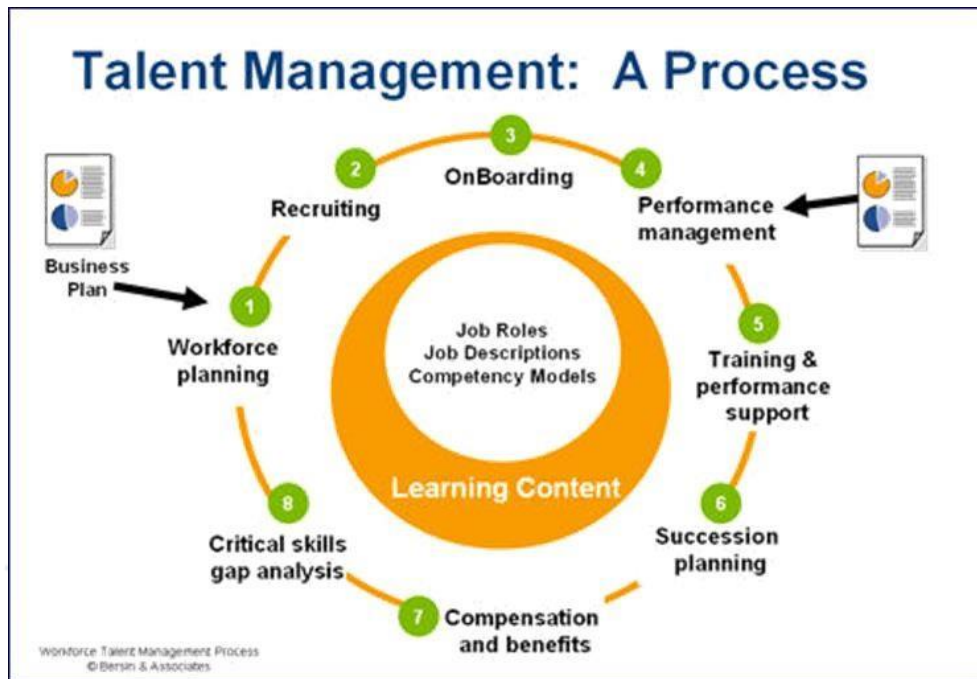 Talent Management: A Process
3
OnBoarding
2
Recruiting
4
Performance
management
Business
Plan
1
Workforce
planning
Job Roles
Job Descriptions
Competency Models
5
Training &
performance
support
Learning Content
8
Critical skills
gap analysis
6
Succession
planning
7
Compensation
and benefits
Workforce Talent Management Process
© Bersin & Associates